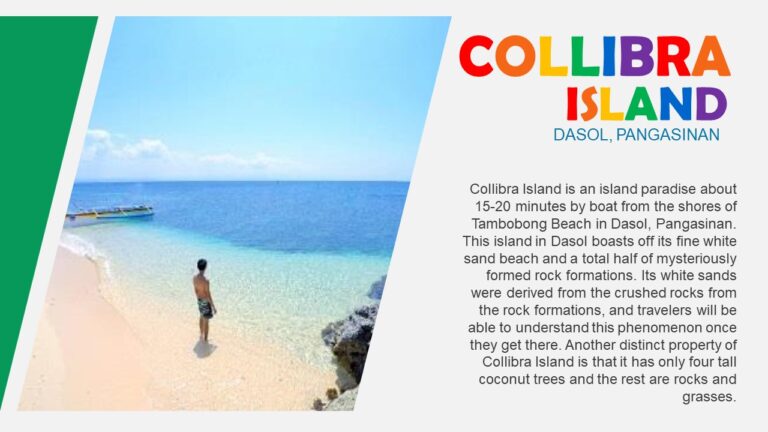 COLLIBRA
ISLAND
DASOL, PANGASINAN
Collibra Island is an island paradise about
15-20 minutes by boat from the shores of
Tambobong Beach in Dasol, Pangasinan.
This island in Dasol boasts off its fine white
sand beach and a total half of mysteriously
formed rock formations. Its white sands
were derived from the crushed rocks from
the rock formations, and travelers will be
able to understand this phenomenon once
they get there. Another distinct property of
Collibra Island is that it has only four tall
coconut trees and the rest are rocks and
grasses.